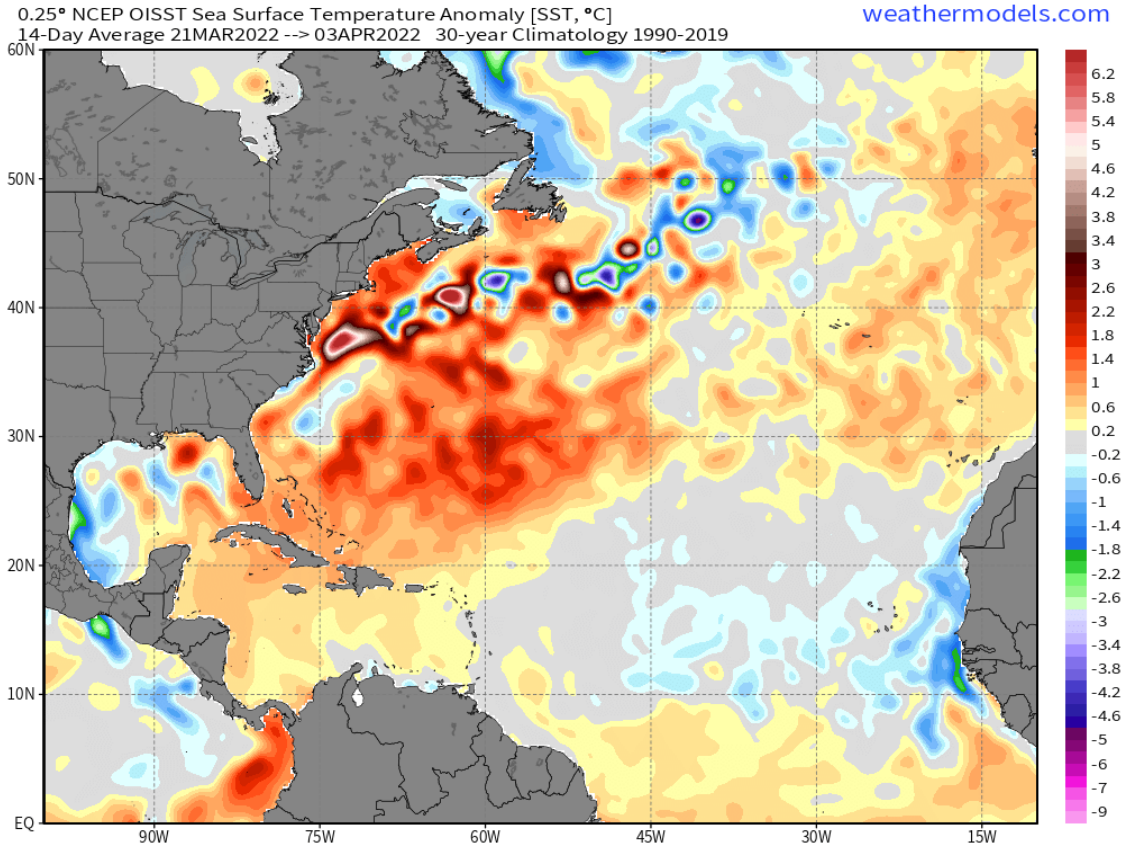 0.25° NCEP OISST Sea Surface Temperature Anomaly [SST, °C]
weathermodels.com
14-Day Average 21MAR2022 --> 03APR2022 30-year Climatology 1990-2019
60N
50N
40N
30N
20N
10N
EQ
90W
75W
60W
45W
30W
15W
6.2
5.8
5.4
5
4.6
4.2
3.8
3.4
3
2.6
2.2
1.8
1.4
1
0.6
0.2
-0.2
-0.6
-1
-1.4
-1.8
-2.2
-2.6
-3
-3.4
-3.8
-4.2
-4.6
-5
-6
-7
-9